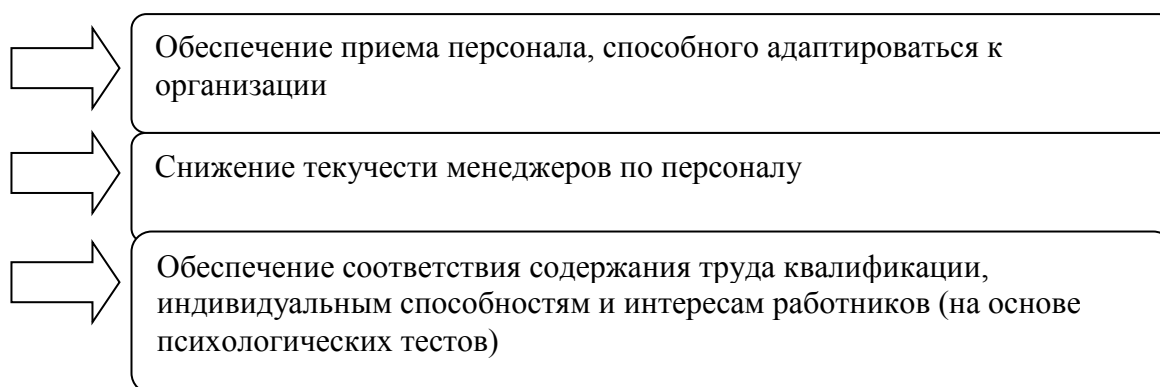 Обеспечение приема персонала, способного адаптироваться к
организации
Снижение текучести менеджеров по персоналу
Обеспечение соответствия содержания труда квалификации,
индивидуальным способностям и интересам работников (на основе
психологических тестов)